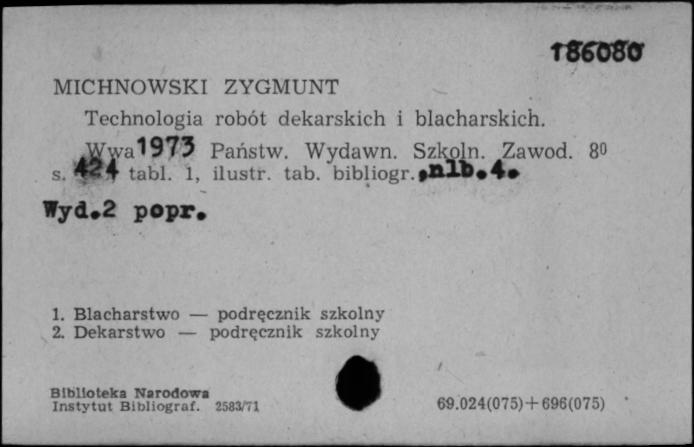 186080
MICHNOWSKI ZYGMUNT
Technologia robót dekarskich i blacharskich.
Wwa 1973 Państw. Wydawn. Szkoln. Zawod. 8⁰
s. 424 tabl. 1, ilustr. tab. bibliogr.,nlb.4.
Wyd.2 popr.
1. Blacharstwo — podręcznik szkolny
2. Dekarstwo — podręcznik szkolny
Biblioteka Narodowa
Instytut Bibliograf. 2583/71
69.024(075)+696(075)